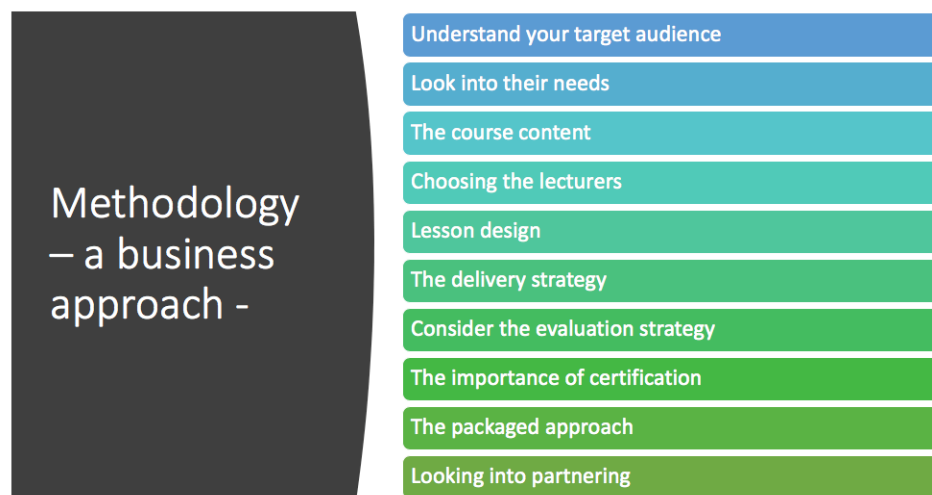 Methodology
– a business
approach -
Understand your target audience
Look into their needs
The course content
Choosing the lecturers
Lesson design
The delivery strategy
Consider the evaluation strategy
The importance of certification
The packaged approach
Looking into partnering